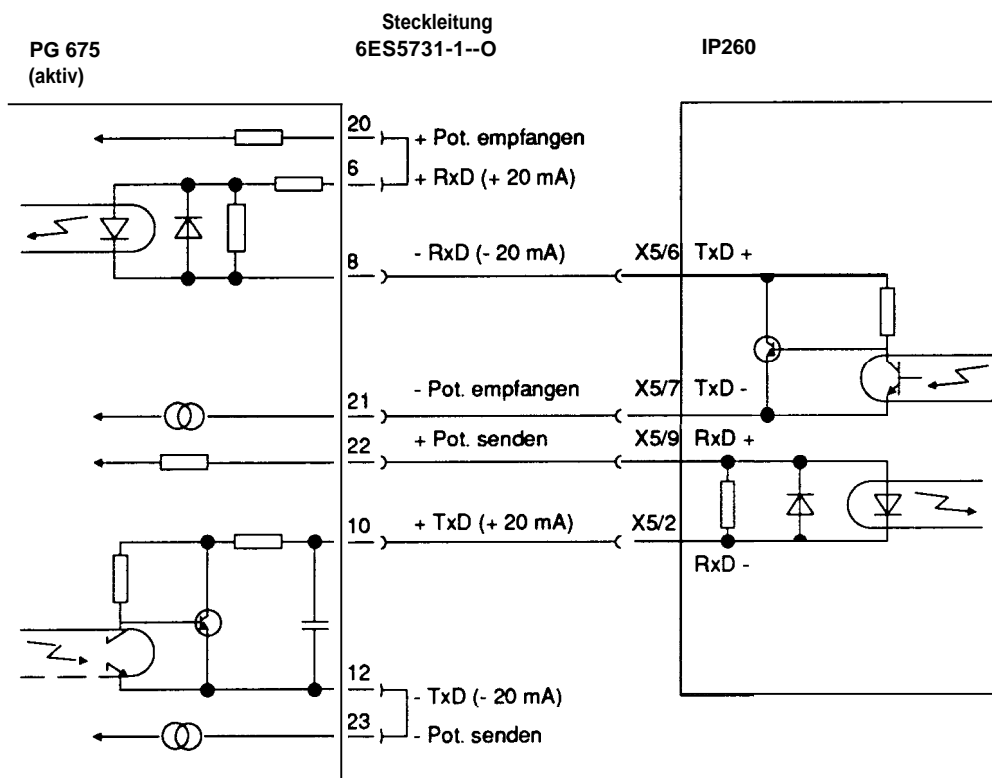 Steckleitung
PG 675 6ES5731-1--O IP260
(aktiv)
20 + Pot. empfangen
6 + RxD (+ 20 mA)
8 - RxD (- 20 mA) X5/6 TxD +
21 - Pot. empfangen X5/7 TxD -
22 + Pot. senden X5/9 RxD +
10 + TxD (+ 20 mA) X5/2
RxD -
12 - TxD (- 20 mA)
23 - Pot. senden